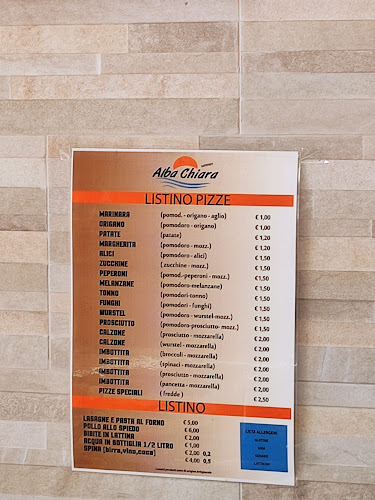 Alba Chiara
LISTINO PIZZE
MARINARA (pomod. - origano - aglio) € 1,00
ORIGANO (pomodoro - origano) € 1,00
PATATE (patate) € 1,20
MARGHERITA (pomodoro - mozz.) € 1,20
ALICI (pomodoro - alici) € 1,50
ZUCCHINE (zucchine - mozz.) € 1,50
PEPERONI (pomod.-peperoni - mozz.) € 1,50
MELANZANE (pomodoro-melanzane) € 1,50
TONNO (pomodori-tonno) € 1,50
FUNGHI (pomodori - funghi) € 1,50
WURSTEL (pomodoro - wurstel-mozz.) € 1,50
PROSCIUTTO (pomodoro-prosciutto- mozz.) € 2,00
CALZONE (prosciutto - mozzarella) € 2,00
CALZONE (wurstel - mozzarella) € 2,00
IMBOTTITA (broccoli - mozzarella) € 2,00
IMBOTTITA (spinaci - mozzarella) € 2,00
IMBOTTITA (prosciutto - mozzarella) € 2,00
IMBOTTITA (pancetta - mozzarella) € 2,00
PIZZE SPECIALI (fredde) € 2,50
LISTINO
LASAGNE E PASTA AL FORNO € 5,00
POLLO ALLO SPIEDO € 6,00
BIBITE IN LATTINA € 2,00
ACQUA IN BOTTIGLIA 1/2 LITRO € 1,00
SPINA (birra,vino,coca) € 2,00 0,2
€ 4,00 0,5
LISTA ALLERGENI
GLUTINE